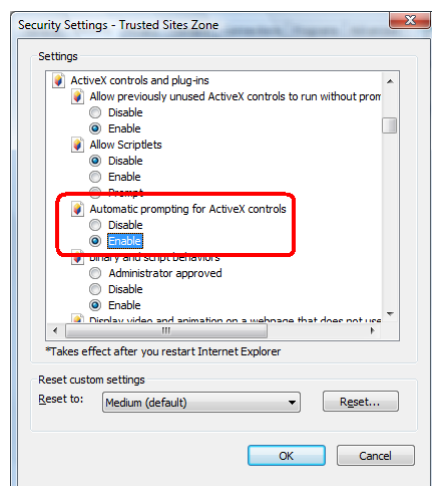 Security Settings - Trusted Sites Zone
Settings
ActiveX controls and plug-ins
Allow previously unused ActiveX controls to run without
Disable
Enable
Allow Scriptlets
Disable
Enable
Prompt
Automatic prompting for ActiveX controls
Disable
Enable
Binary and script behaviors
Administrator approved
Disable
Enable
Display video and animation on a webpage that does not use
*Takes effect after you restart Internet Explorer
Reset custom settings
Reset to:
Medium (default)
Reset...
OK
Cancel